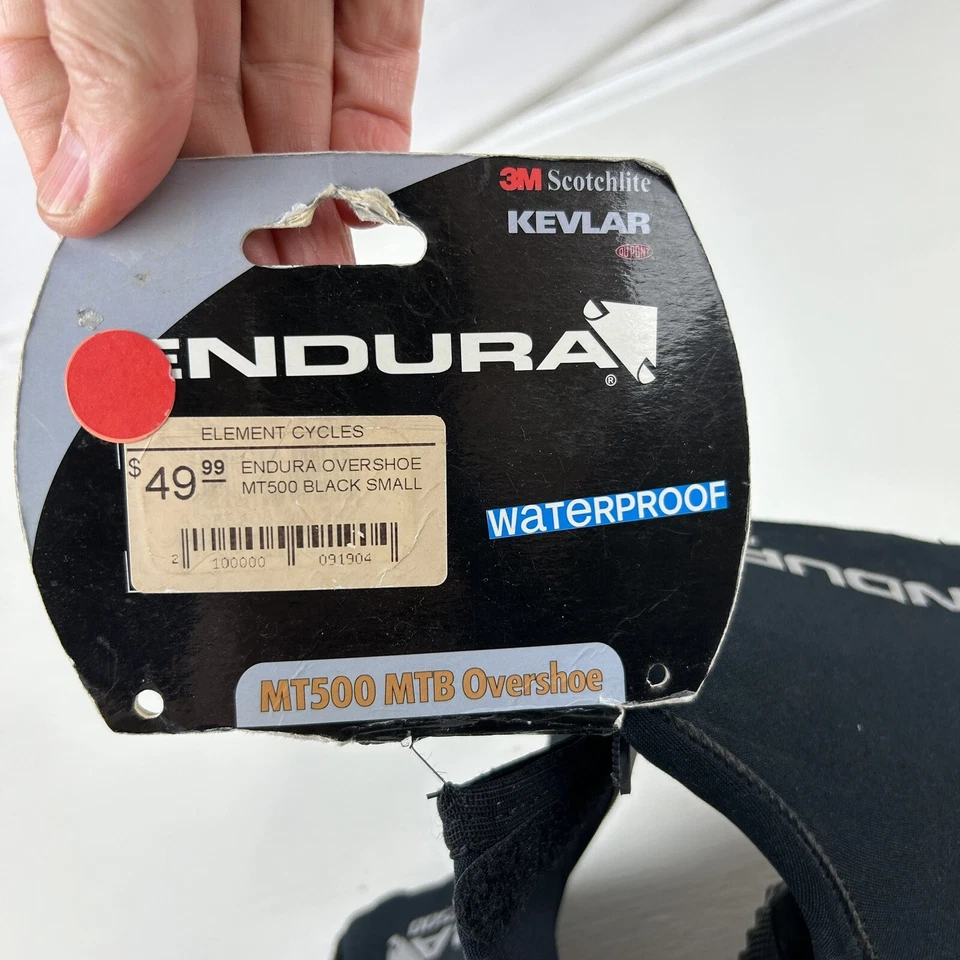 3M Scotchlite
KEVLAR
DUPONT
ENDURA®
ELEMENT CYCLES
$49.99 ENDURA OVERSHOE
MT500 BLACK SMALL
2 100000 091904
WATERPROOF
MT500 MTB Overshoe
ENDURA